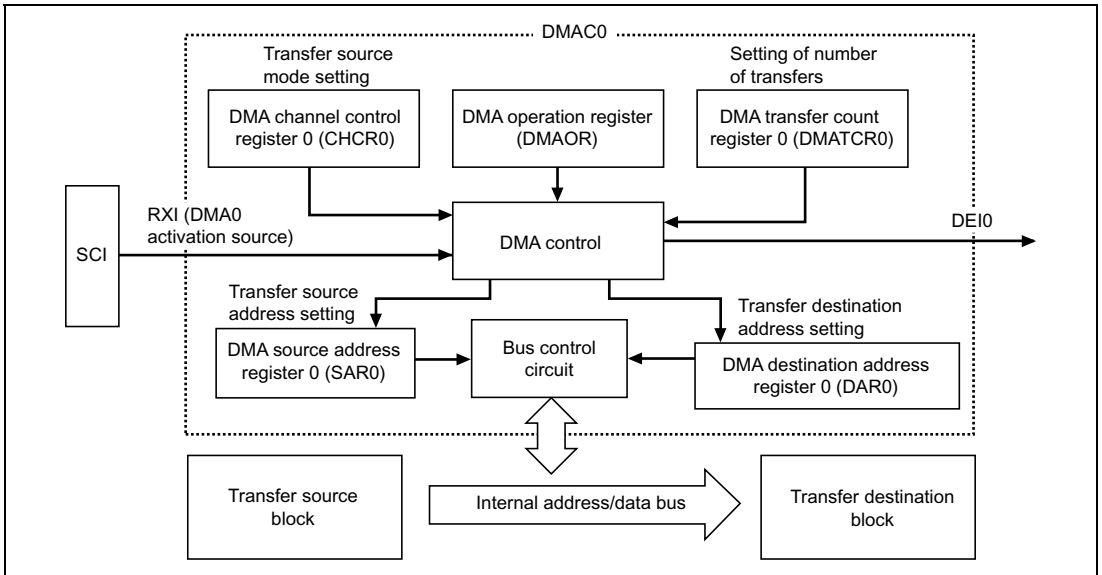 DMAC0
Transfer source
mode setting
Setting of number
of transfers
DMA channel control
register 0 (CHCR0)
DMA operation register
(DMAOR)
DMA transfer count
register 0 (DMATCR0)
SCI
RXI (DMA0
activation source)
DMA control
DEI0
Transfer source
address setting
Transfer destination
address setting
DMA source address
register 0 (SAR0)
Bus control
circuit
DMA destination address
register 0 (DAR0)
Transfer source
block
Internal address/data bus
Transfer destination
block